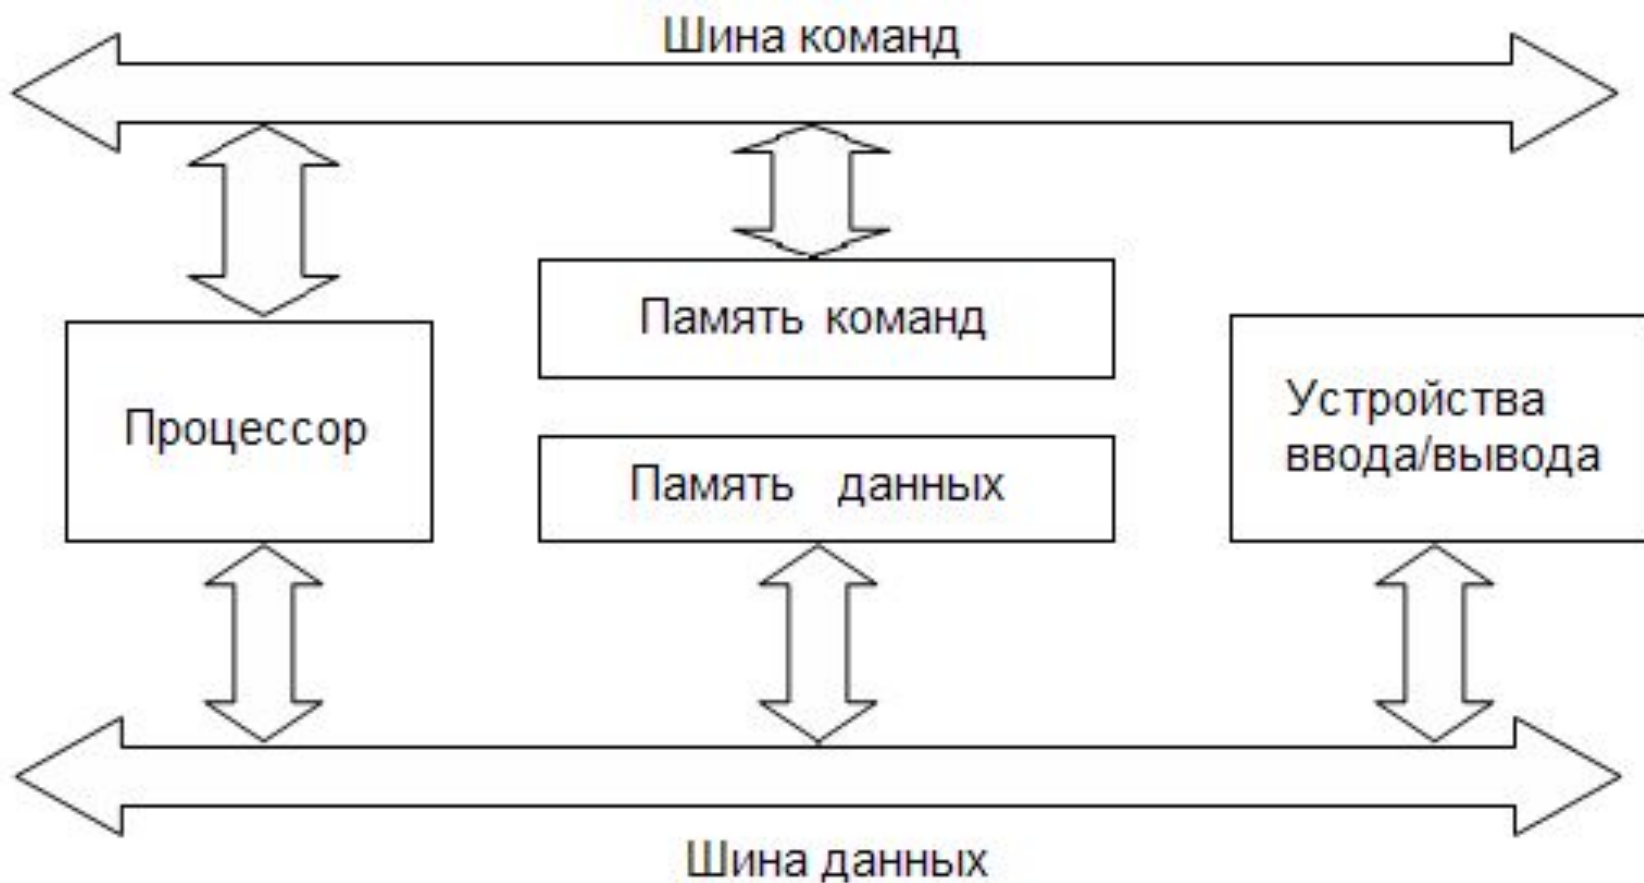 Шина команд
Память команд
Процессор
Память данных
Устройства
ввода/вывода
Шина данных